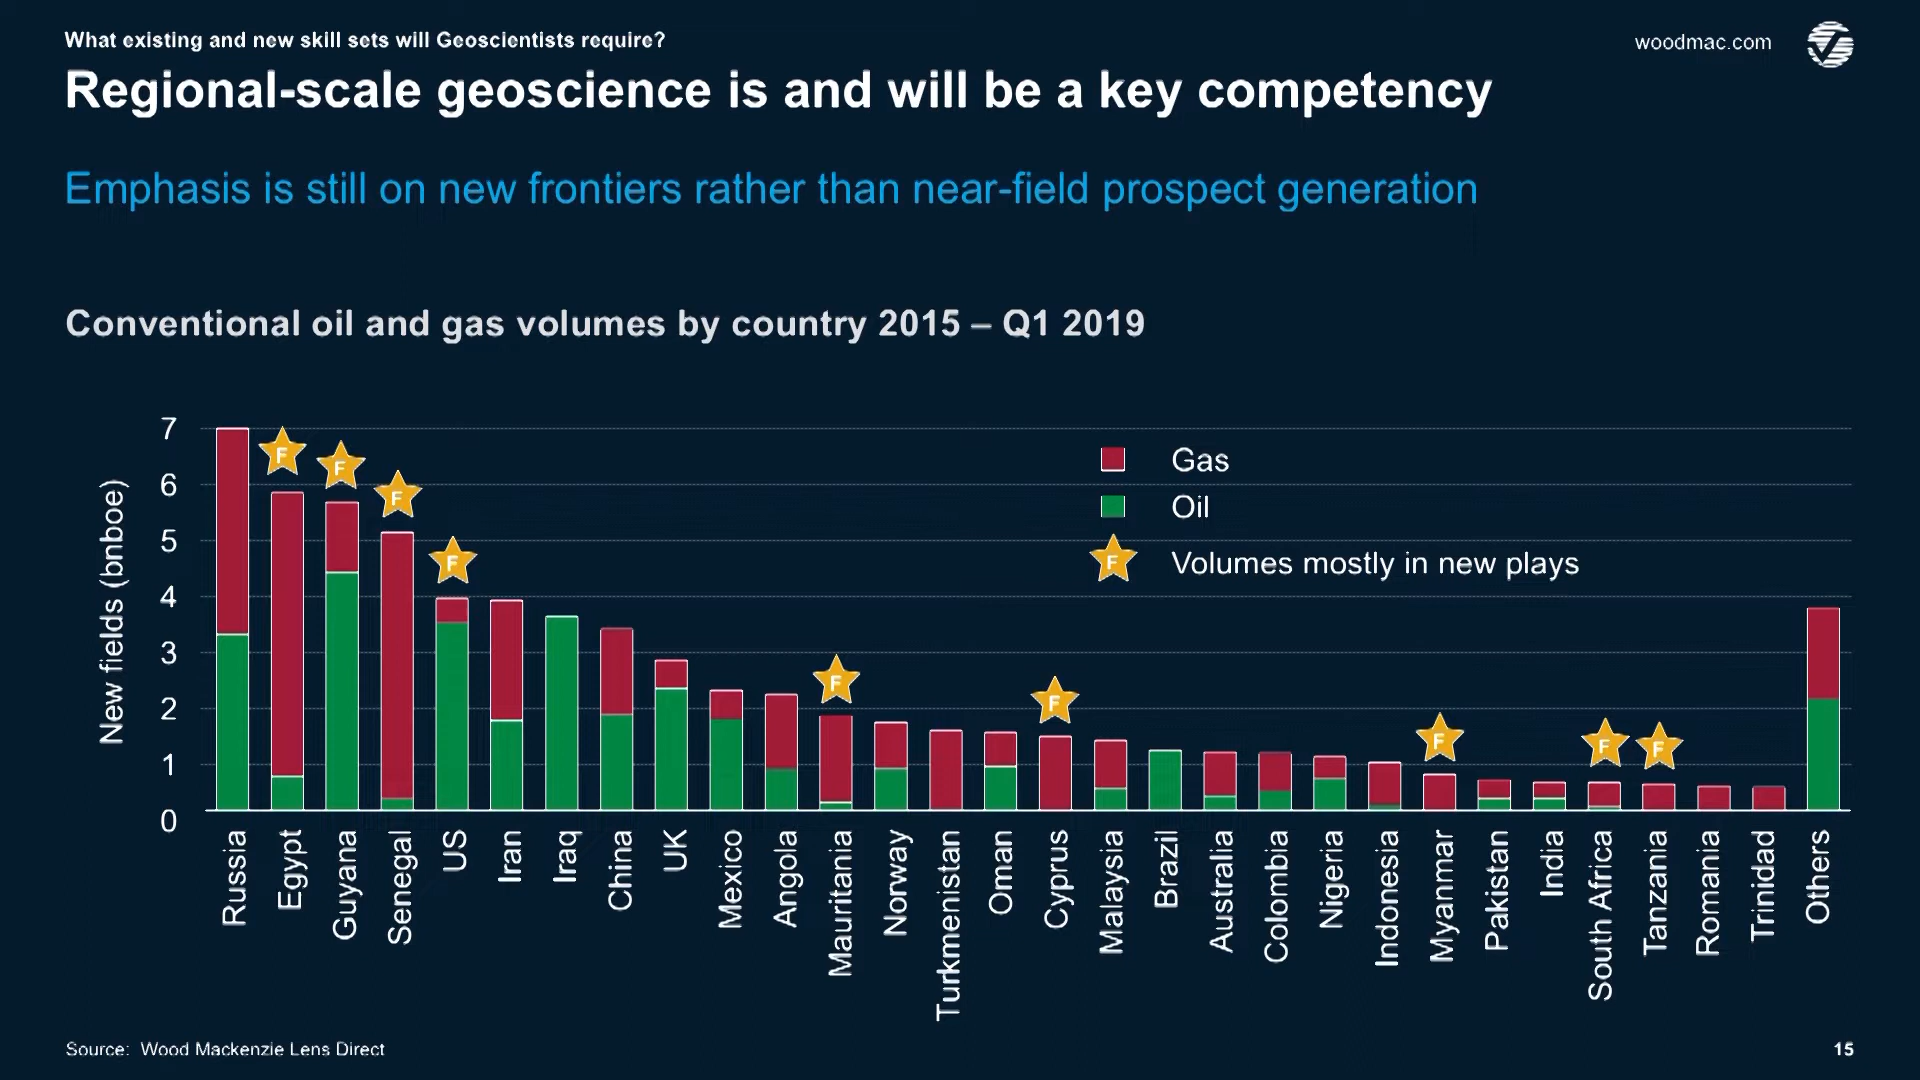 What existing and new skill sets will Geoscientists require?
woodmac.com
Regional-scale geoscience is and will be a key competency
Emphasis is still on new frontiers rather than near-field prospect generation
Conventional oil and gas volumes by country 2015 – Q1 2019
New fields (bnboe)
7
6
5
4
3
2
1
0
F
F
F
F
F
F
F
F
F
Gas
Oil
F Volumes mostly in new plays
Russia
Egypt
Guyana
Senegal
US
Iran
Iraq
China
UK
Mexico
Angola
Mauritania
Norway
Turkmenistan
Oman
Cyprus
Malaysia
Brazil
Australia
Colombia
Nigeria
Indonesia
Myanmar
Pakistan
India
South Africa
Tanzania
Romania
Trinidad
Others
Source: Wood Mackenzie Lens Direct
15